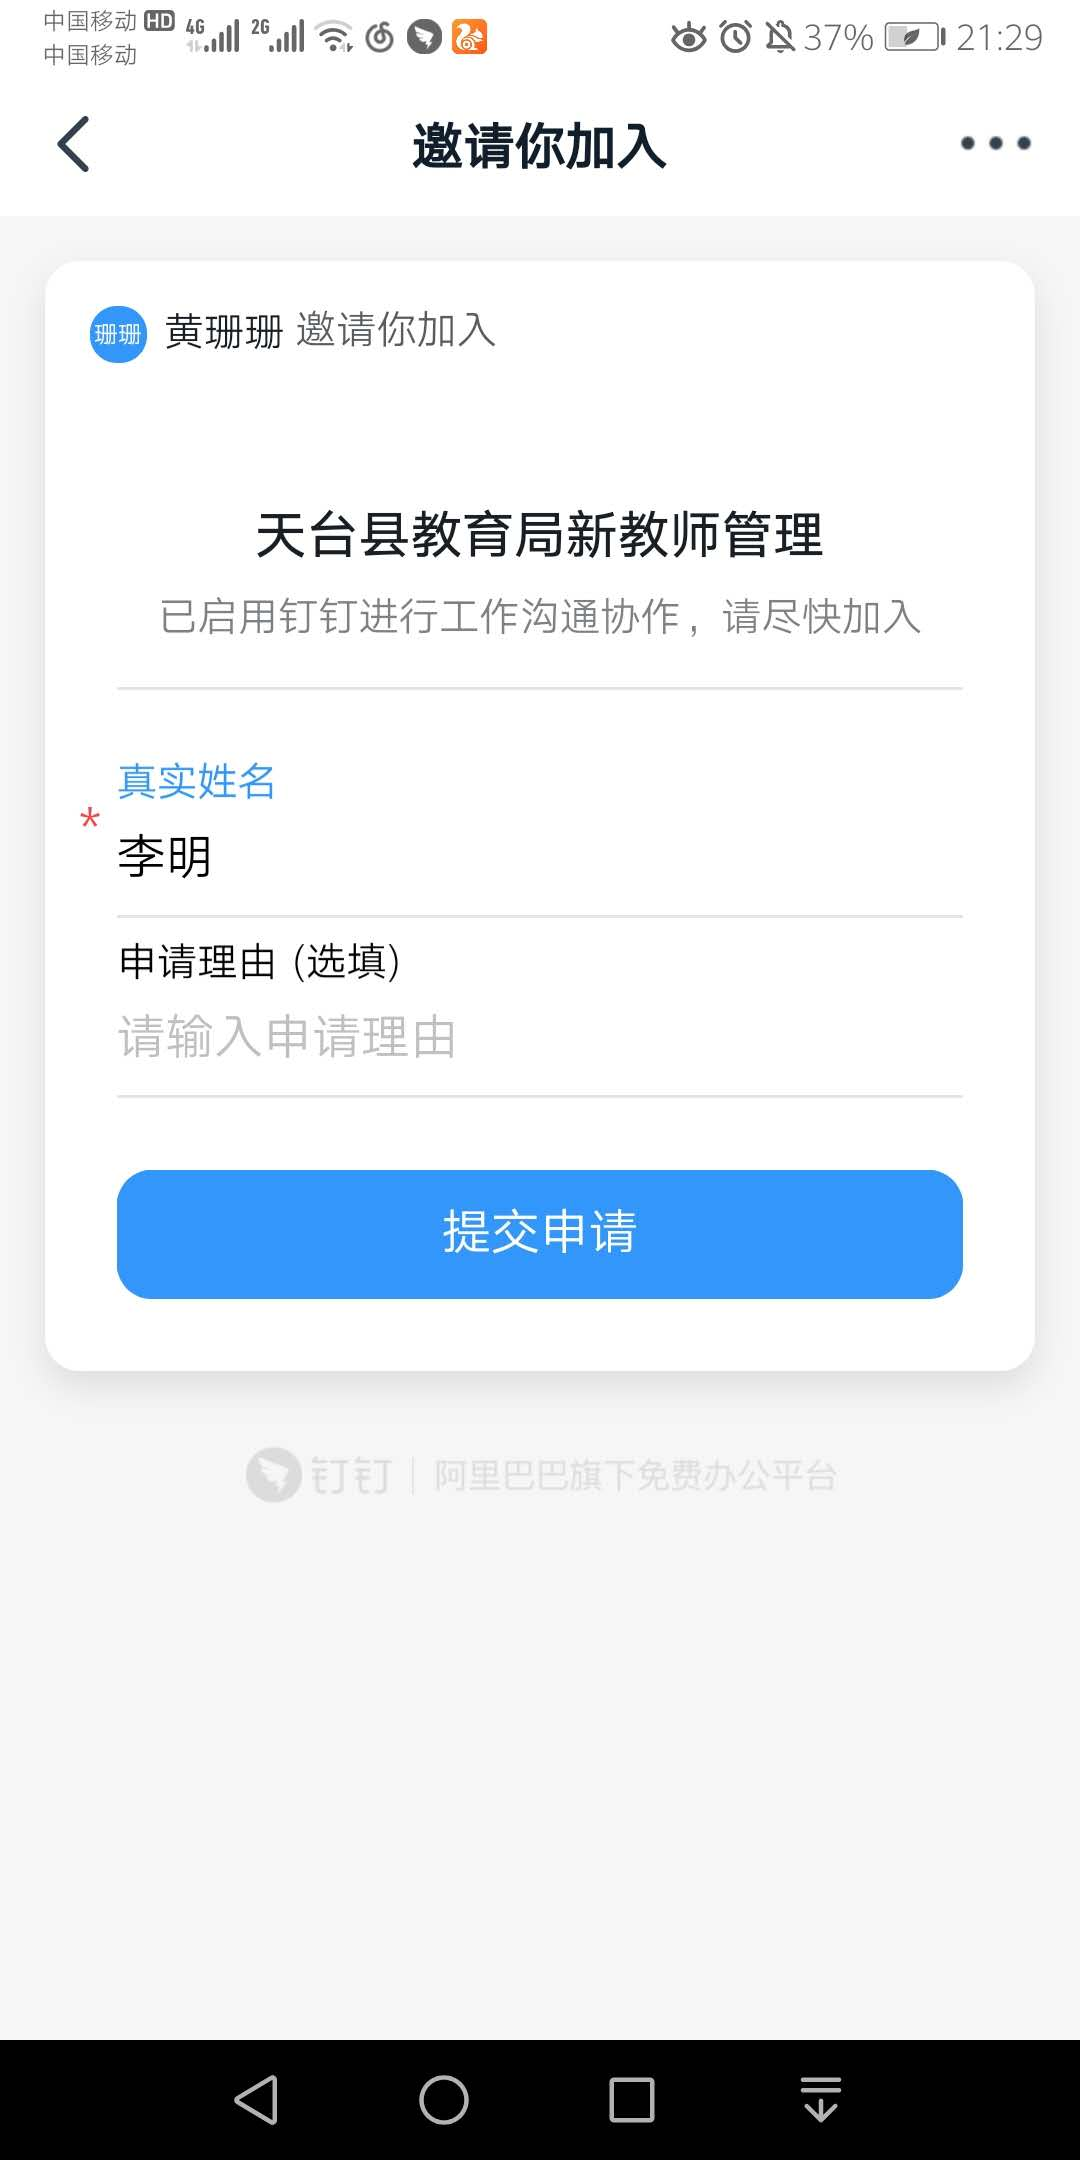 中国移动 HD 4G 2G 37% 21:29
中国移动
邀请你加入
珊珊 黄珊珊 邀请你加入
天台县教育局新教师管理
已启用钉钉进行工作沟通协作，请尽快加入
真实姓名
*
李明
申请理由 (选填)
请输入申请理由
提交申请
钉钉 | 阿里巴巴旗下免费办公平台